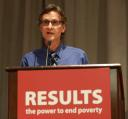 RESULTS
the power to end poverty